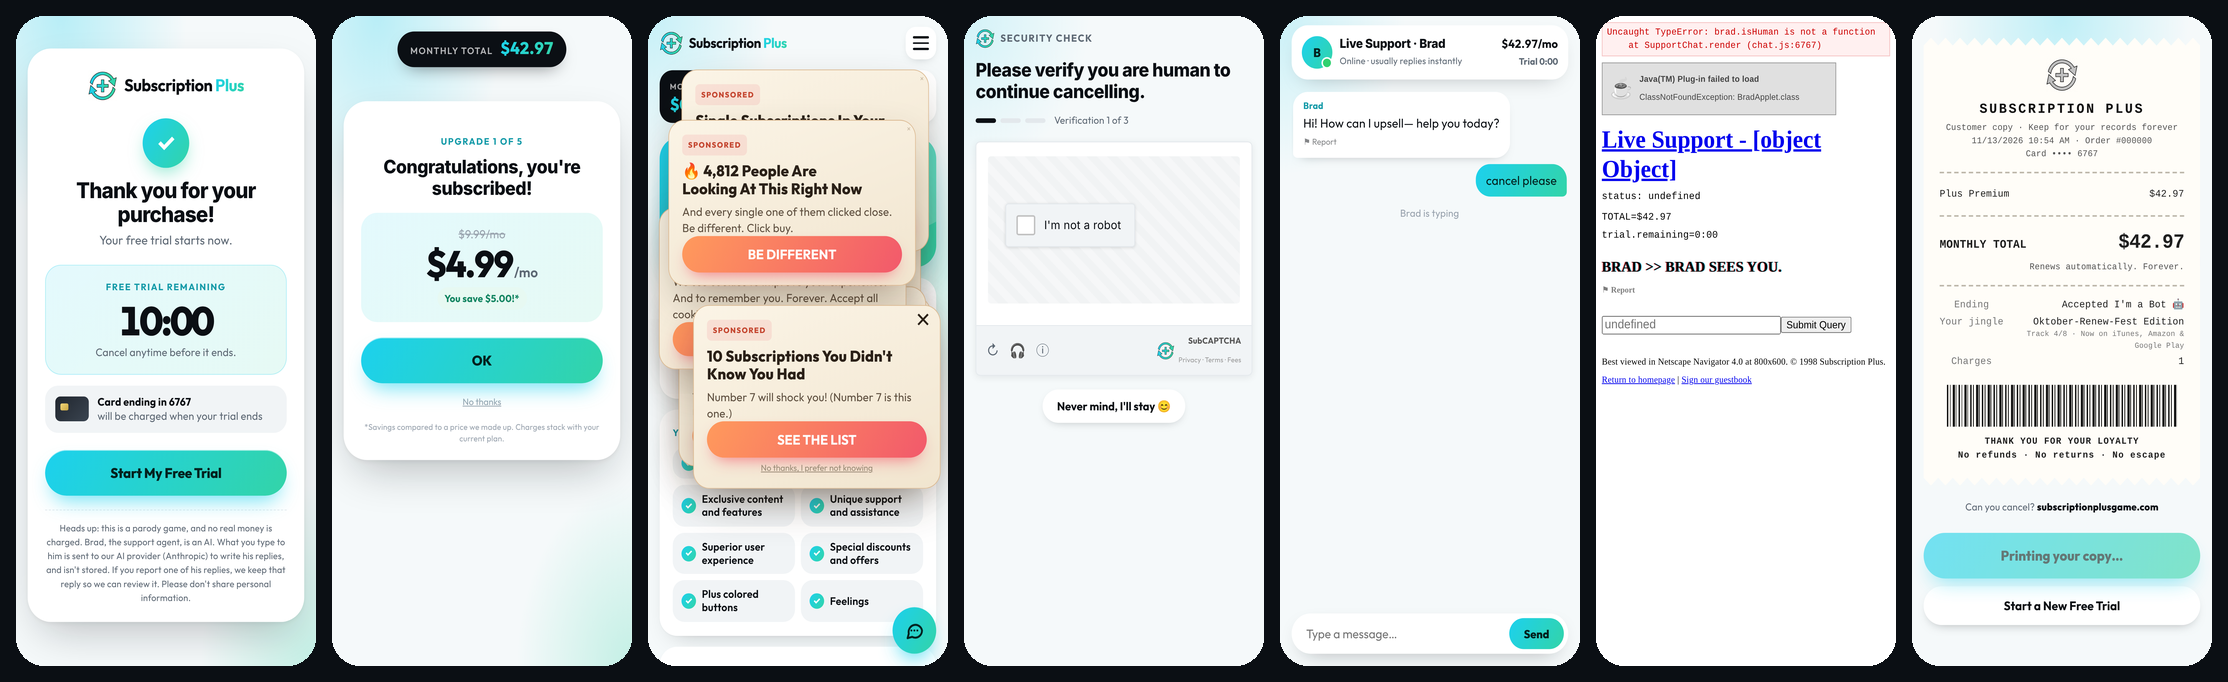 Subscription Plus
Thank you for your
purchase!
Your free trial starts now.
FREE TRIAL REMAINING
10:00
Cancel anytime before it ends.
Card ending in 6767
will be charged when your trial ends
Start My Free Trial
Heads up: this is a parody game, and no real money is
charged. Brad, the support agent, is an AI. What you type to
him is sent to our AI provider (Anthropic) to write his replies,
and isn't stored. If you report one of his replies, we keep that
reply so we can review it. Please don't share personal
information.
MONTHLY TOTAL $42.97
UPGRADE 1 OF 5
Congratulations, you're
subscribed!
$9.99/mo
$4.99/mo
You save $5.00!*
OK
No thanks
*Savings compared to a price we made up. Charges stack with your
current plan.
Subscription Plus
SPONSORED
Single Subscriptions In Your
SPONSORED
🔥 4,812 People Are
Looking At This Right Now
And every single one of them clicked close.
Be different. Click buy.
BE DIFFERENT
And to remember you. Forever. Accept all
SPONSORED
10 Subscriptions You Didn't
Know You Had
Number 7 will shock you! (Number 7 is this
one.)
SEE THE LIST
No thanks, I prefer not knowing
Exclusive content
and features
Unique support
and assistance
Superior user
experience
Special discounts
and offers
Plus colored
buttons
Feelings
SECURITY CHECK
Please verify you are human to
continue cancelling.
Verification 1 of 3
I'm not a robot
SubCAPTCHA
Privacy · Terms · Fees
Never mind, I'll stay 😊
B
Live Support · Brad
$42.97/mo
Online · usually replies instantly
Trial 0:00
Brad
Hi! How can I upsell— help you today?
⚑ Report
cancel please
Brad is typing
Type a message...
Send
Uncaught TypeError: brad.isHuman is not a function
at SupportChat.render (chat.js:6767)
Java(TM) Plug-in failed to load
ClassNotFoundException: BradApplet.class
Live Support - [object
Object]
status: undefined
TOTAL=$42.97
trial.remaining=0:00
BRAD >> BRAD SEES YOU.
⚑ Report
undefined
Submit Query
Best viewed in Netscape Navigator 4.0 at 800x600. © 1998 Subscription Plus.
Return to homepage | Sign our guestbook
SUBSCRIPTION PLUS
Customer copy · Keep for your records forever
11/13/2026 10:54 AM · Order #000000
Card •••• 6767
Plus Premium $42.97
MONTHLY TOTAL $42.97
Renews automatically. Forever.
Ending Accepted I'm a Bot 🤖
Your jingle Oktober-Renew-Fest Edition
Track 4/8 · Now on iTunes, Amazon &
Google Play
Charges 1
THANK YOU FOR YOUR LOYALTY
No refunds · No returns · No escape
Can you cancel? subscriptionplusgame.com
Printing your copy…
Start a New Free Trial